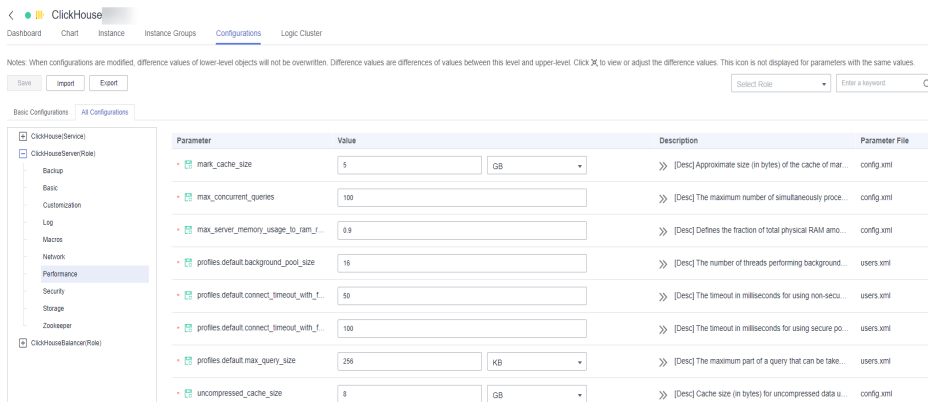 ClickHouse
Dashboard Chart Instance Instance Groups Configurations Logic Cluster
Notes: When configurations are modified, difference values of lower-level objects will not be overwritten. Difference values are differences of values between this level and upper-level. Click to view or adjust the difference values. This icon is not displayed for parameters with the same values.
Save Import Export Select Role Enter a keyword.
Basic Configurations All Configurations
ClickHouse(Service)
ClickHouseServer(Role)
Backup
Basic
Customization
Log
Macros
Network
Performance
Security
Storage
Zookeeper
ClickHouseBalancer(Role)
Parameter Value Description Parameter File
* mark_cache_size 5 GB [Desc] Approximate size (in bytes) of the cache of mar... config.xml
* max_concurrent_queries 100 [Desc] The maximum number of simultaneously proce... config.xml
* max_server_memory_usage_to_ram_r... 0.9 [Desc] Defines the fraction of total physical RAM amo... config.xml
* profiles.default.background_pool_size 16 [Desc] The number of threads performing background... users.xml
* profiles.default.connect_timeout_with_f... 50 [Desc] The timeout in milliseconds for using non-secu... users.xml
* profiles.default.connect_timeout_with_f... 100 [Desc] The timeout in milliseconds for using secure po... users.xml
* profiles.default.max_query_size 256 KB [Desc] The maximum part of a query that can be take... users.xml
* uncompressed_cache_size 8 GB [Desc] Cache size (in bytes) for uncompressed data u... config.xml